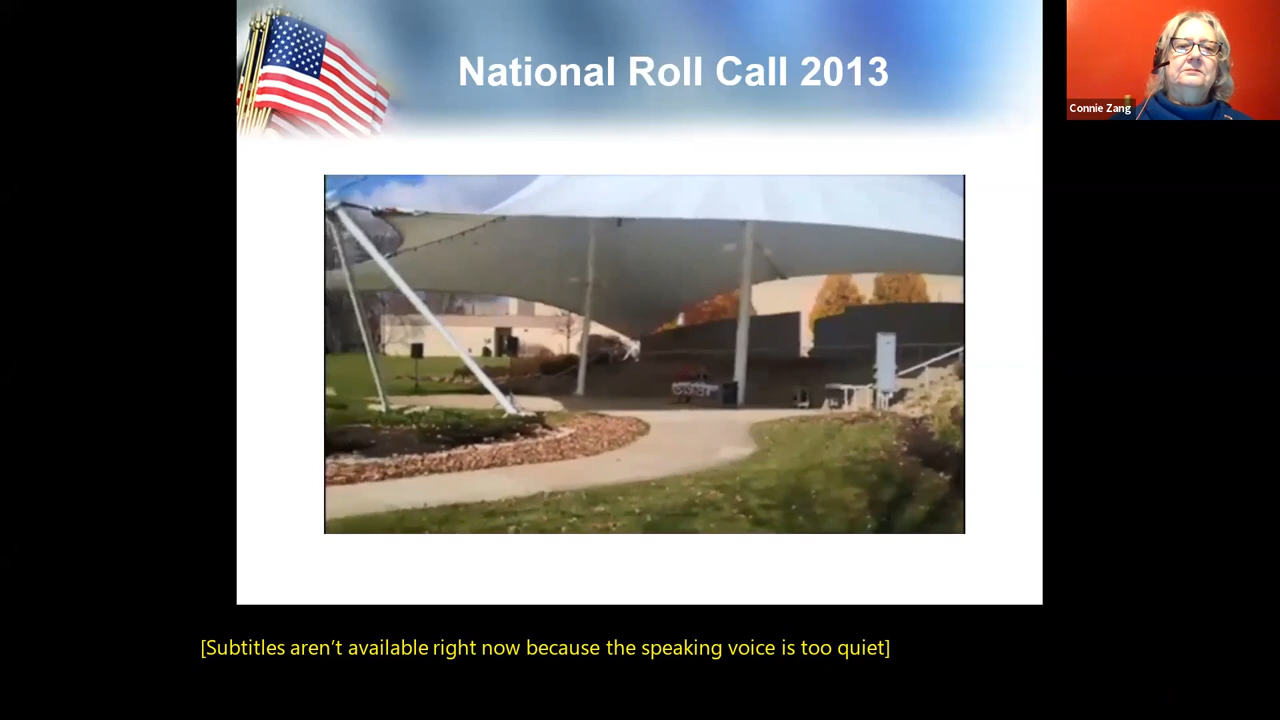 National Roll Call 2013
Connie Zang
[Subtitles aren't available right now because the speaking voice is too quiet]